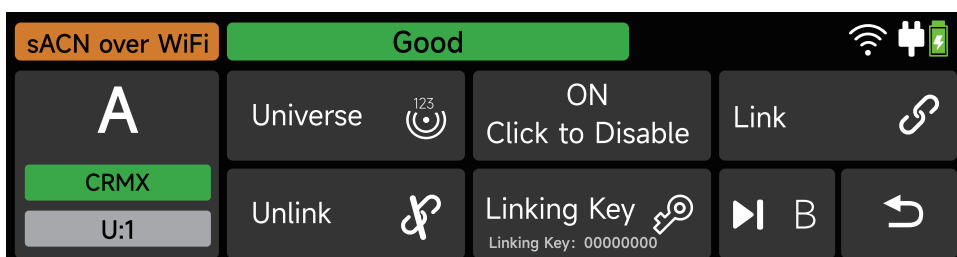 sACN over WiFi
Good
A
CRMX
U:1
Universe
123
ON
Click to Disable
Link
Unlink
Linking Key
Linking Key: 00000000
B